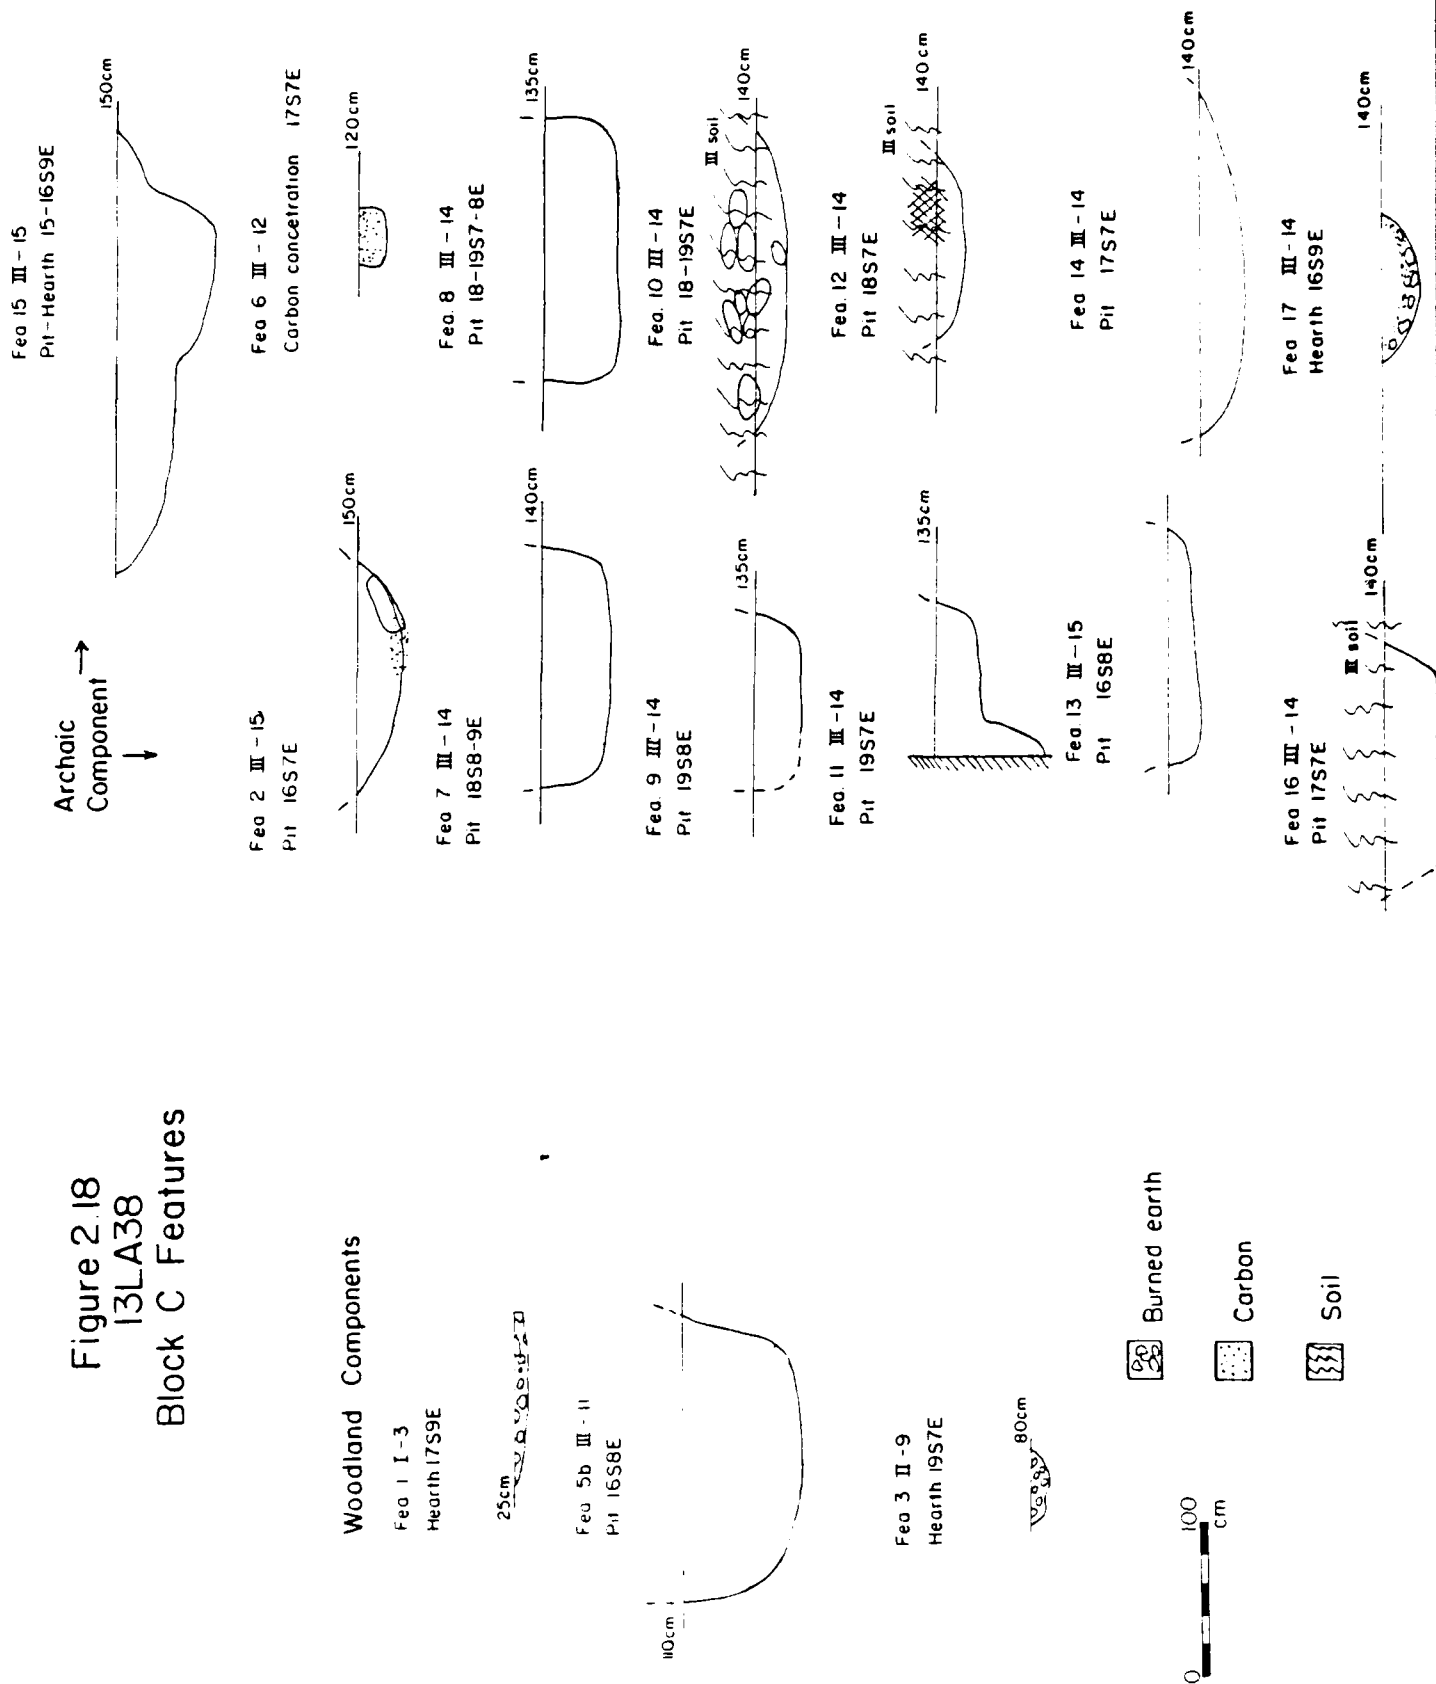 Figure 2.18
13LA38
Block C Features
Woodland Components
Fea 1 I-3
Hearth 17S9E
25cm
Fea 5b III-11
Pit 16S8E
110cm
Fea 3 II-9
Hearth 19S7E
80cm
0 100
cm
Burned earth
Carbon
Soil
Archaic
Component
Fea 15 III-15
Pit-Hearth 15-16S9E
150cm
Fea 2 III-15
Pit 16S7E
150cm
Fea 6 III-12
Carbon concetration 17S7E
120cm
Fea 7 III-14
Pit 18S8-9E
140cm
Fea. 8 III-14
Pit 18-19S7-8E
135cm
Fea. 9 III-14
Pit 19S8E
135cm
Fea. 10 III-14
Pit 18-19S7E
III soil
140cm
Fea. 11 III-14
Pit 19S7E
135cm
Fea. 12 III-14
Pit 18S7E
III soil
140cm
Fea 13 III-15
Pit 16S8E
Fea 14 III-14
Pit 17S7E
140cm
Fea 16 III-14
Pit 17S7E
III soil
140cm
Fea 17 III-14
Hearth 16S9E
140cm